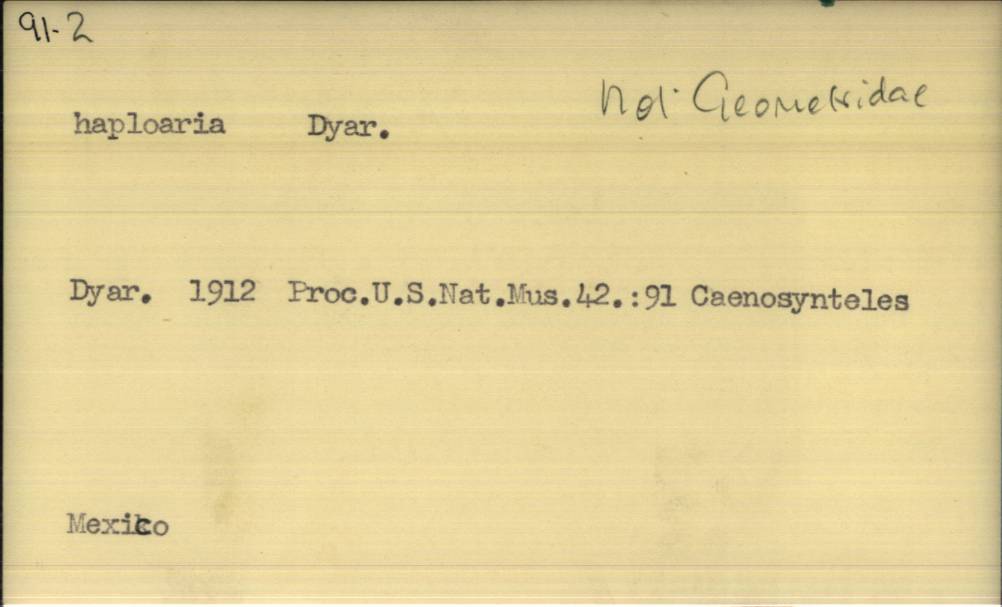 91-2
not Geometridae
haploaria Dyar.
Dyar. 1912 Proc.U.S.Nat.Mus.42.:91 Caenosynteles
Mexico